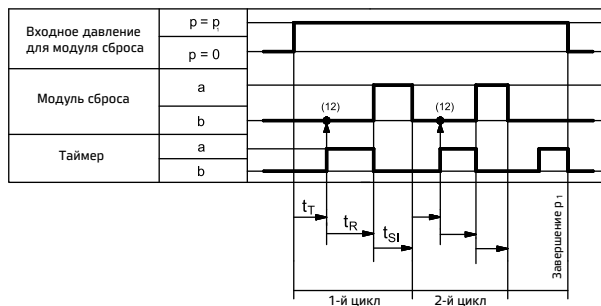 Входное давление
для модуля сброса
p = p₁
p = 0
Модуль сброса
a
b
(12)
(12)
Таймер
a
b
tT
tR
tSI
Завершение p 1
1-й цикл
2-й цикл